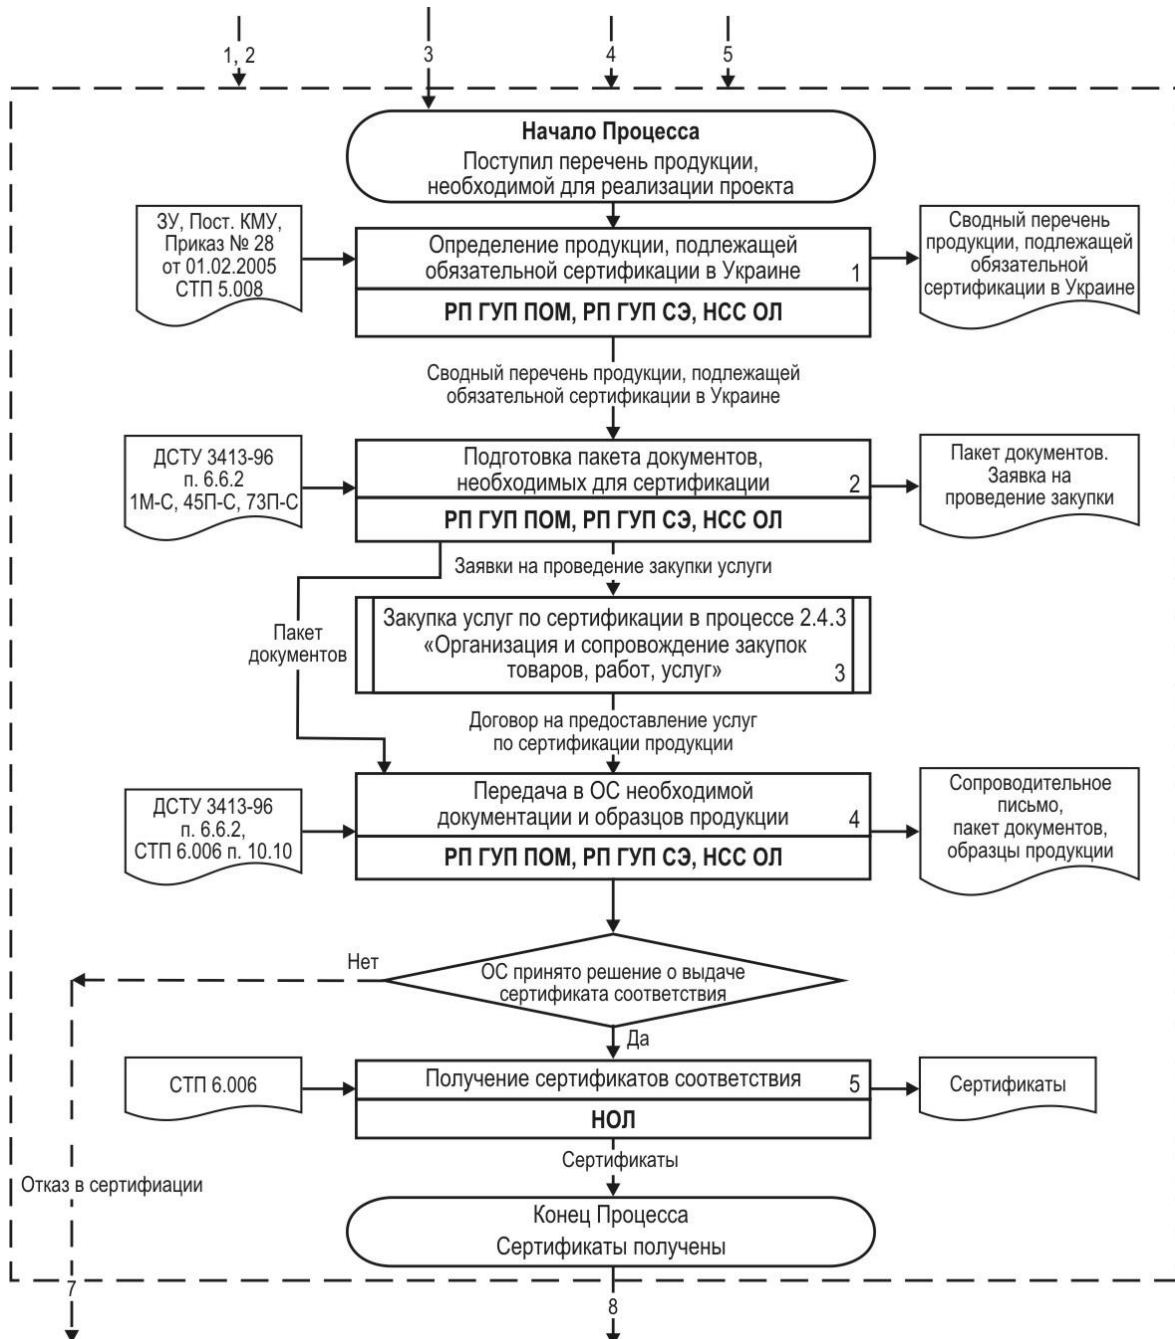 1, 2
3
4
5
Начало Процесса
Поступил перечень продукции,
необходимой для реализации проекта
ЗУ, Пост. КМУ,
Приказ № 28
от 01.02.2005
СТП 5.008
Определение продукции, подлежащей
обязательной сертификации в Украине
1
РП ГУП ПОМ, РП ГУП СЭ, НСС ОЛ
Сводный перечень
продукции, подлежащей
обязательной
сертификации в Украине
Сводный перечень продукции, подлежащей
обязательной сертификации в Украине
ДСТУ 3413-96
п. 6.6.2
1М-С, 45П-С, 73П-С
Подготовка пакета документов,
необходимых для сертификации
2
РП ГУП ПОМ, РП ГУП СЭ, НСС ОЛ
Пакет документов.
Заявка на
проведение закупки
Заявки на проведение закупки услуги
Пакет
документов
Закупка услуг по сертификации в процессе 2.4.3
«Организация и сопровождение закупок
товаров, работ, услуг»
3
Договор на предоставление услуг
по сертификации продукции
ДСТУ 3413-96
п. 6.6.2,
СТП 6.006 п. 10.10
Передача в ОС необходимой
документации и образцов продукции
4
РП ГУП ПОМ, РП ГУП СЭ, НСС ОЛ
Сопроводительное
письмо,
пакет документов,
образцы продукции
Нет
ОС принято решение о выдаче
сертификата соответствия
Да
СТП 6.006
Получение сертификатов соответствия
5
НОЛ
Сертификаты
Сертификаты
Отказ в сертифиации
Конец Процесса
Сертификаты получены
7
8